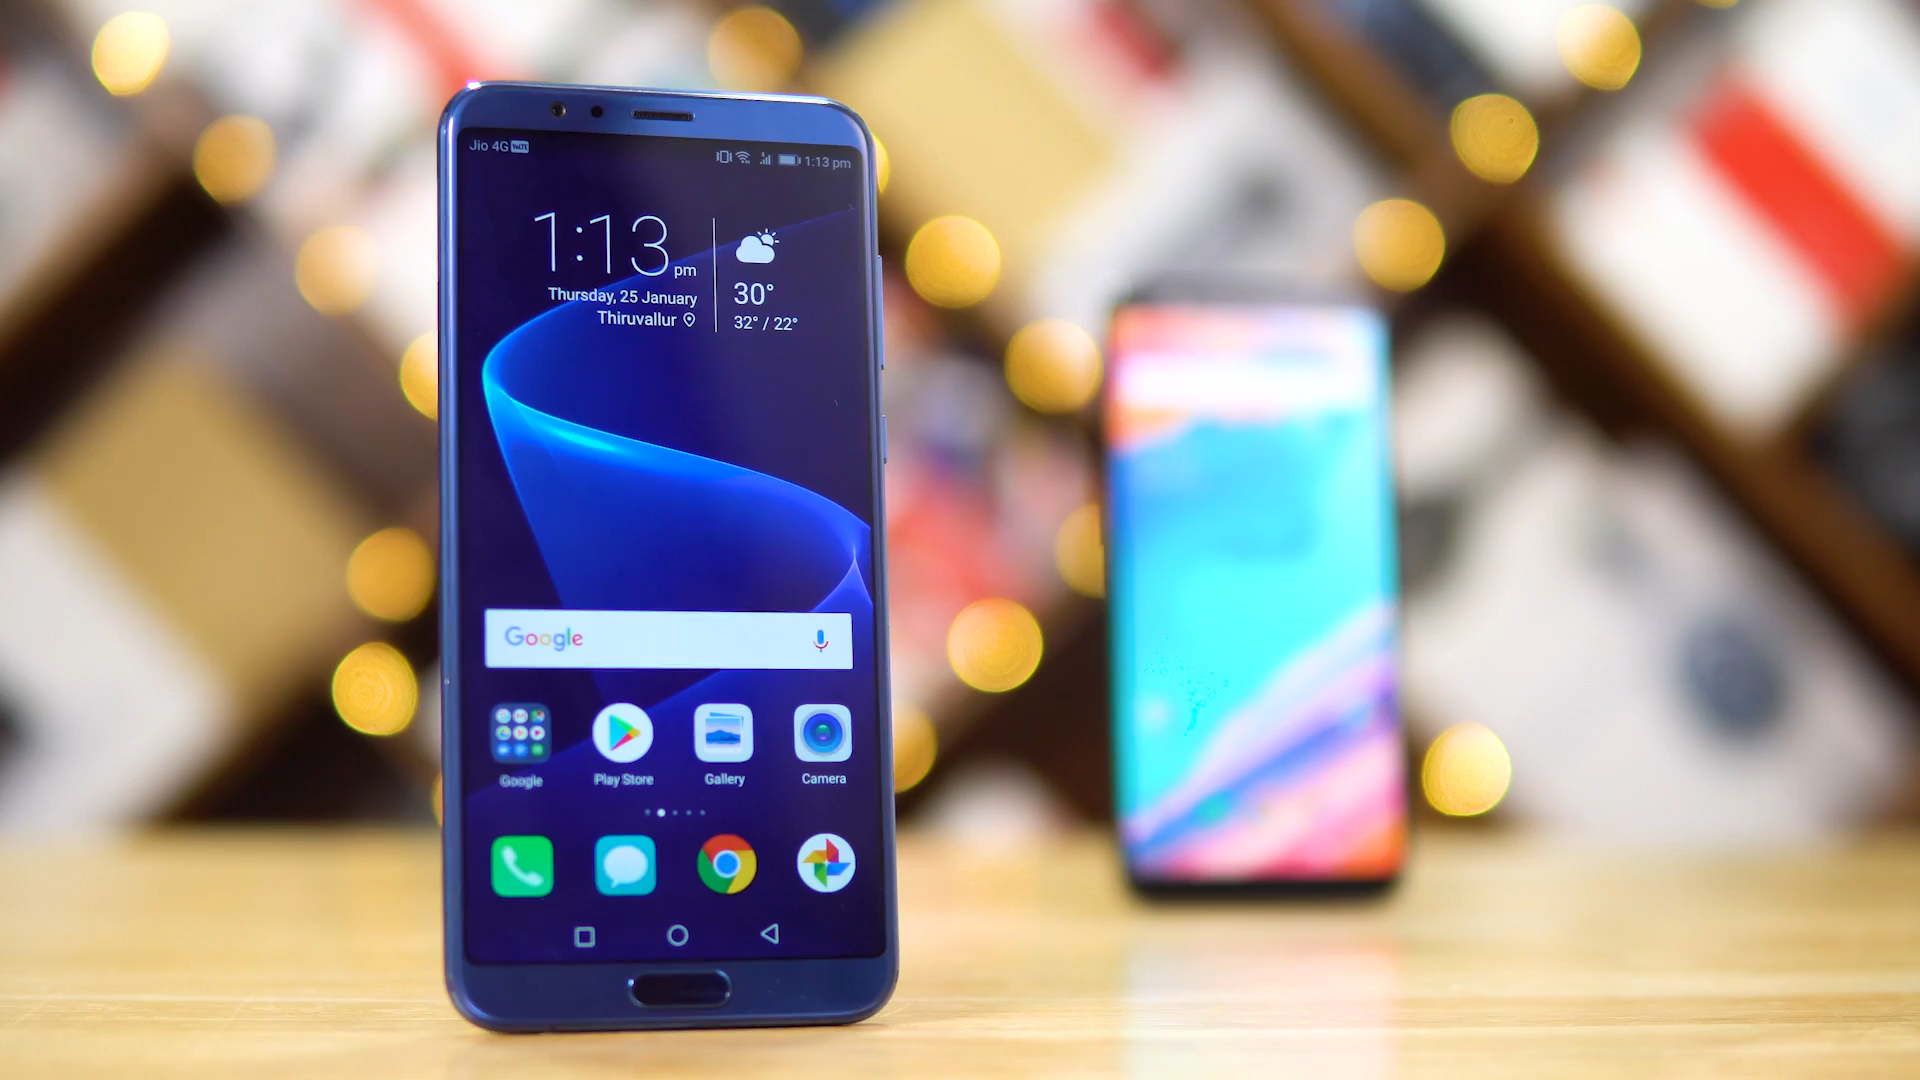 Jio 4G VoLTE
1:13 pm
1:13 pm
Thursday, 25 January
Thiruvallur
30°
32° / 22°
Google
Google
Play Store
Gallery
Camera